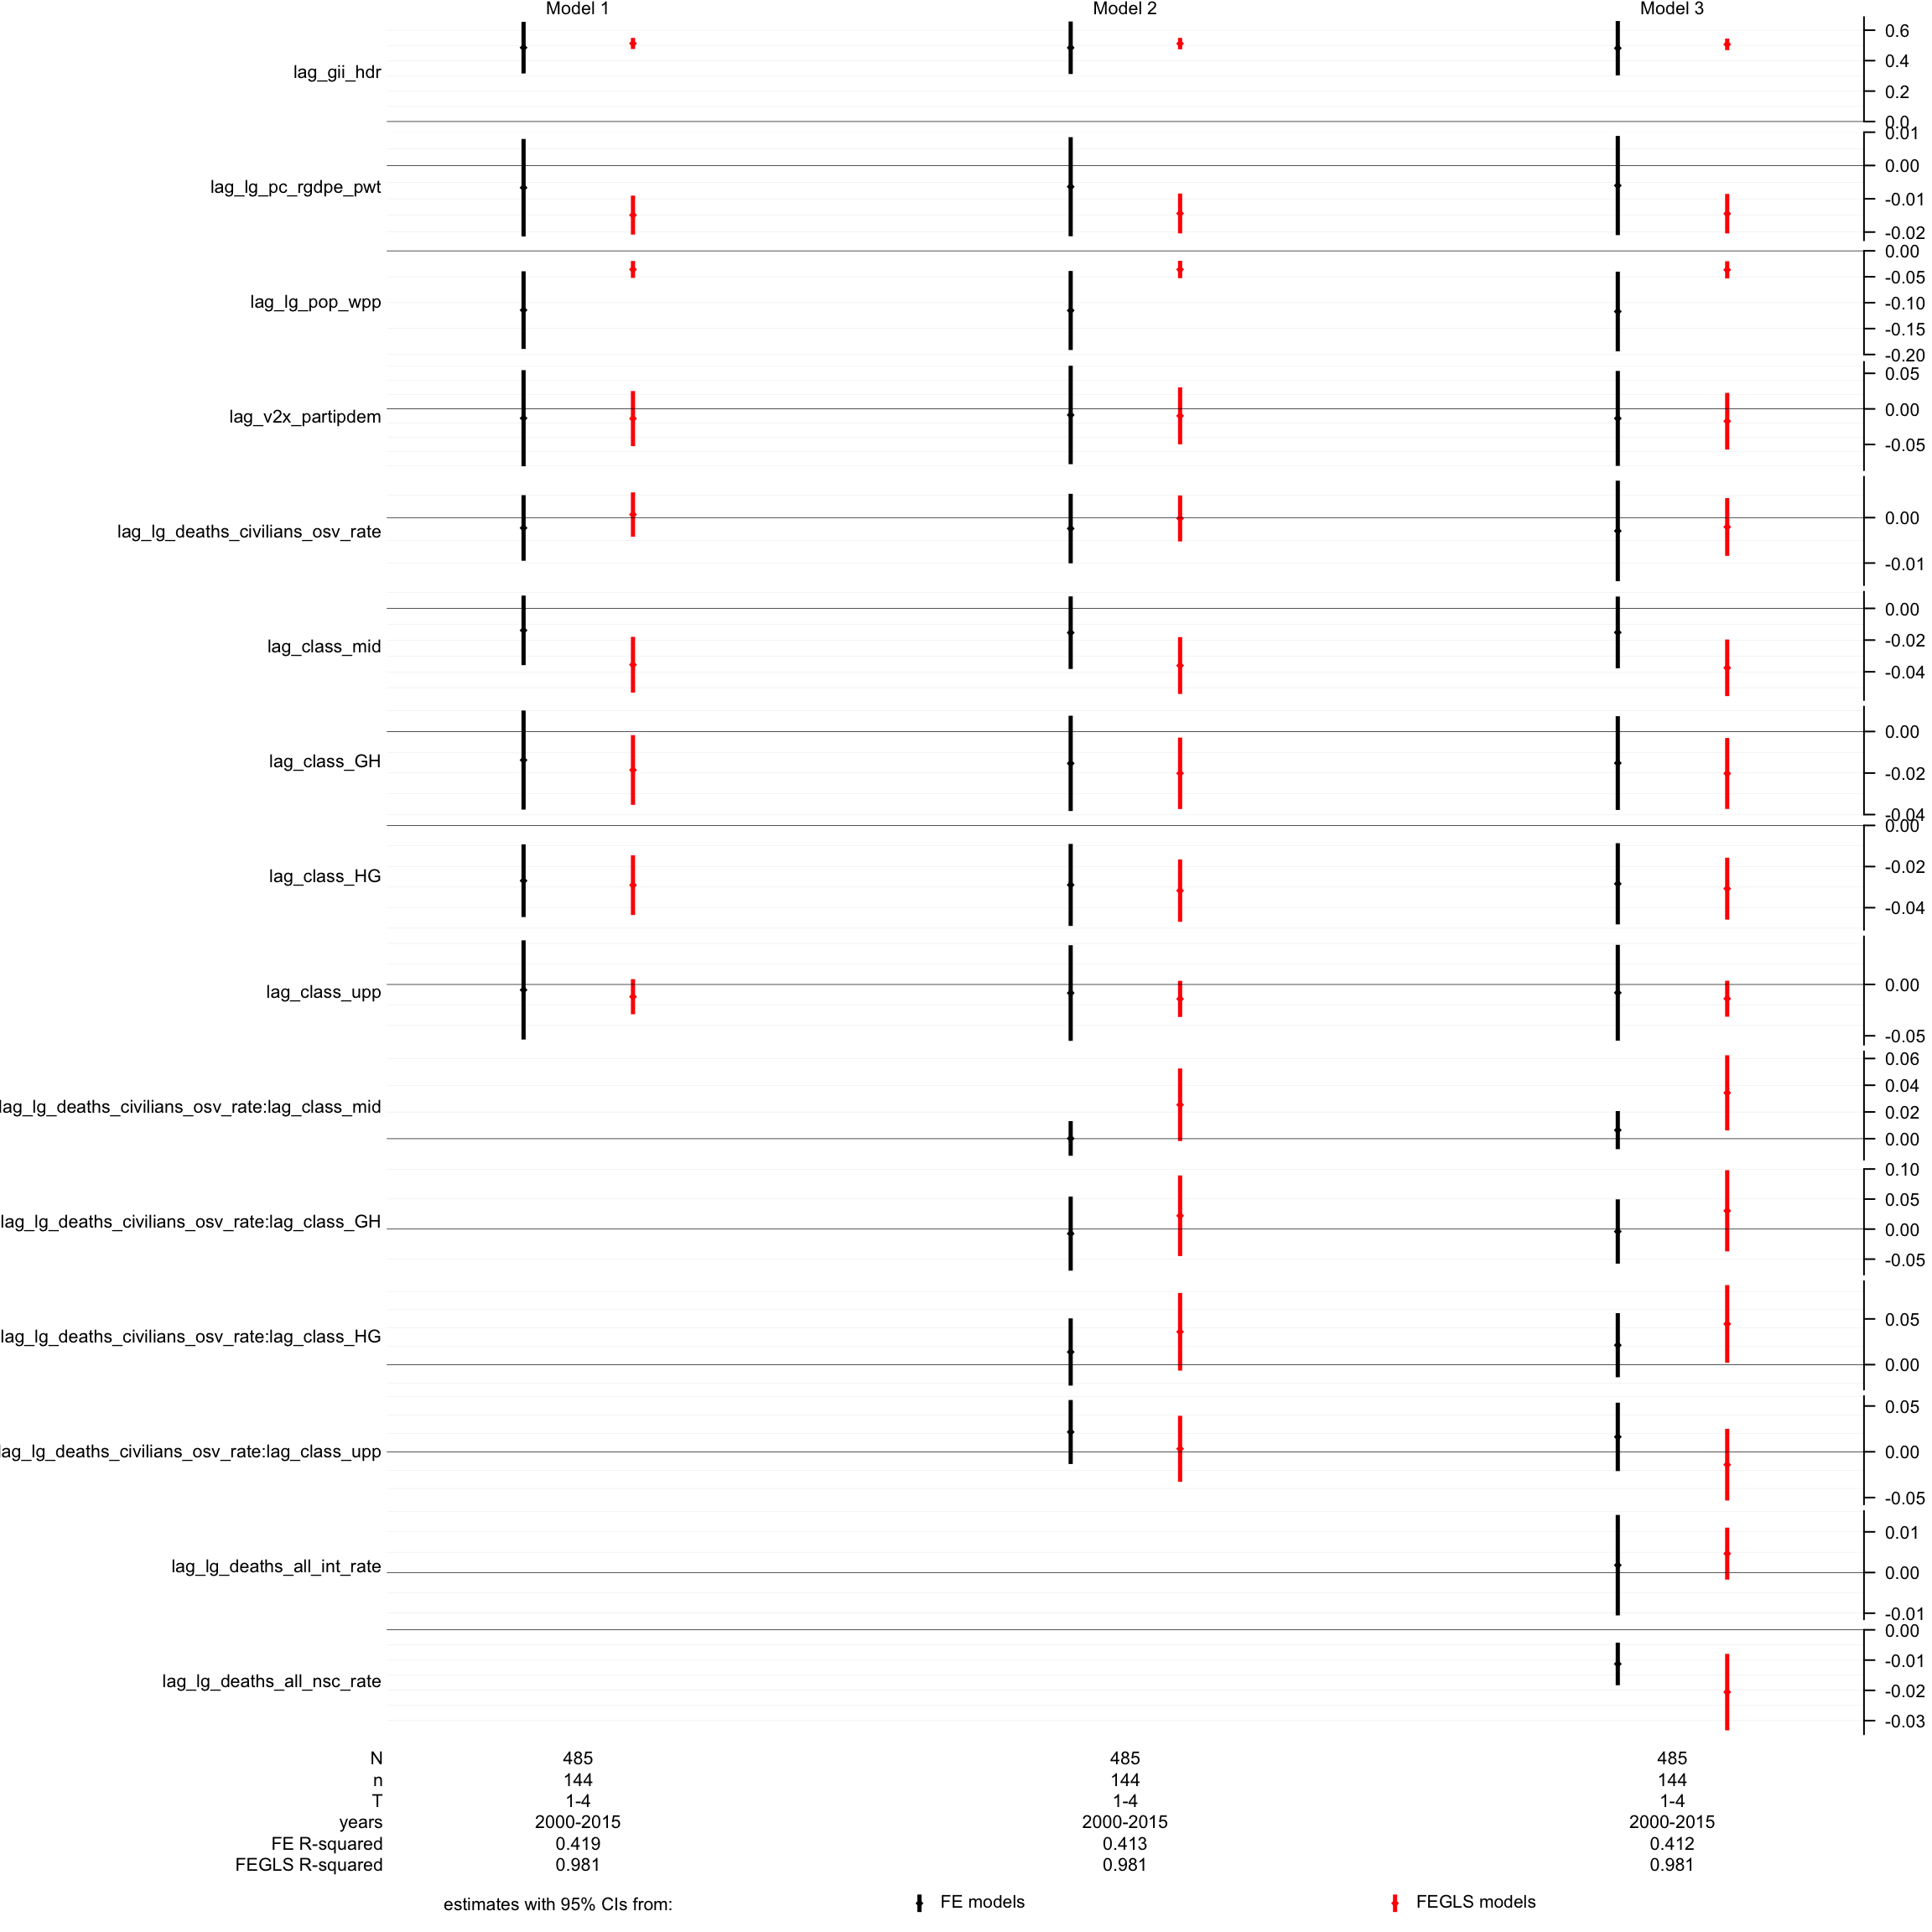 Model 1 Model 2 Model 3
lag_gii_hdr
0.6
0.4
0.2
0.0
lag_lg_pc_rgdpe_pwt
0.01
0.00
-0.01
-0.02
lag_lg_pop_wpp
0.00
-0.05
-0.10
-0.15
-0.20
lag_v2x_partipdem
0.05
0.00
-0.05
lag_lg_deaths_civilians_osv_rate
0.00
-0.01
lag_class_mid
0.00
-0.02
-0.04
lag_class_GH
0.00
-0.02
-0.04
lag_class_HG
0.00
-0.02
-0.04
lag_class_upp
0.00
-0.05
lag_lg_deaths_civilians_osv_rate:lag_class_mid
0.06
0.04
0.02
0.00
lag_lg_deaths_civilians_osv_rate:lag_class_GH
0.10
0.05
0.00
-0.05
lag_lg_deaths_civilians_osv_rate:lag_class_HG
0.05
0.00
lag_lg_deaths_civilians_osv_rate:lag_class_upp
0.05
0.00
-0.05
lag_lg_deaths_all_int_rate
0.01
0.00
-0.01
lag_lg_deaths_all_nsc_rate
0.00
-0.01
-0.02
-0.03
N 485 485 485
n 144 144 144
T 1-4 1-4 1-4
years 2000-2015 2000-2015 2000-2015
FE R-squared 0.419 0.413 0.412
FEGLS R-squared 0.981 0.981 0.981
estimates with 95% CIs from: FE models FEGLS models